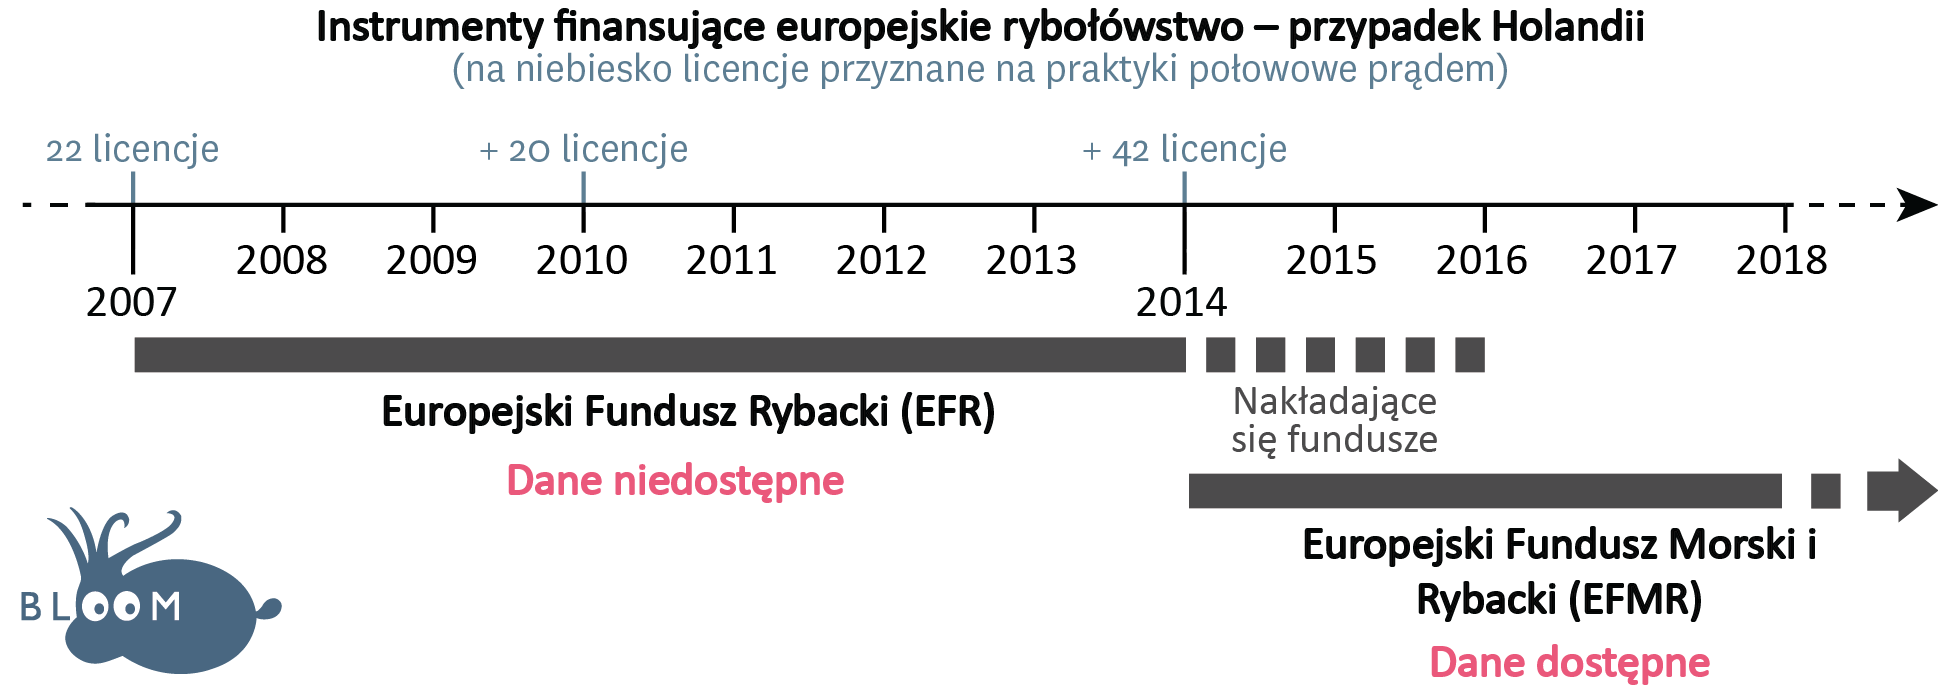 Instrumenty finansujące europejskie rybołówstwo – przypadek Holandii
(na niebiesko licencje przyznane na praktyki połowowe prądem)
22 licencje
+ 20 licencje
+ 42 licencje
2008
2009
2010
2011
2012
2013
2015
2016
2017
2018
2007
2014
Europejski Fundusz Rybacki (EFR)
Dane niedostępne
Nakładające
się fundusze
Europejski Fundusz Morski i
Rybacki (EFMR)
Dane dostępne
BLOOM